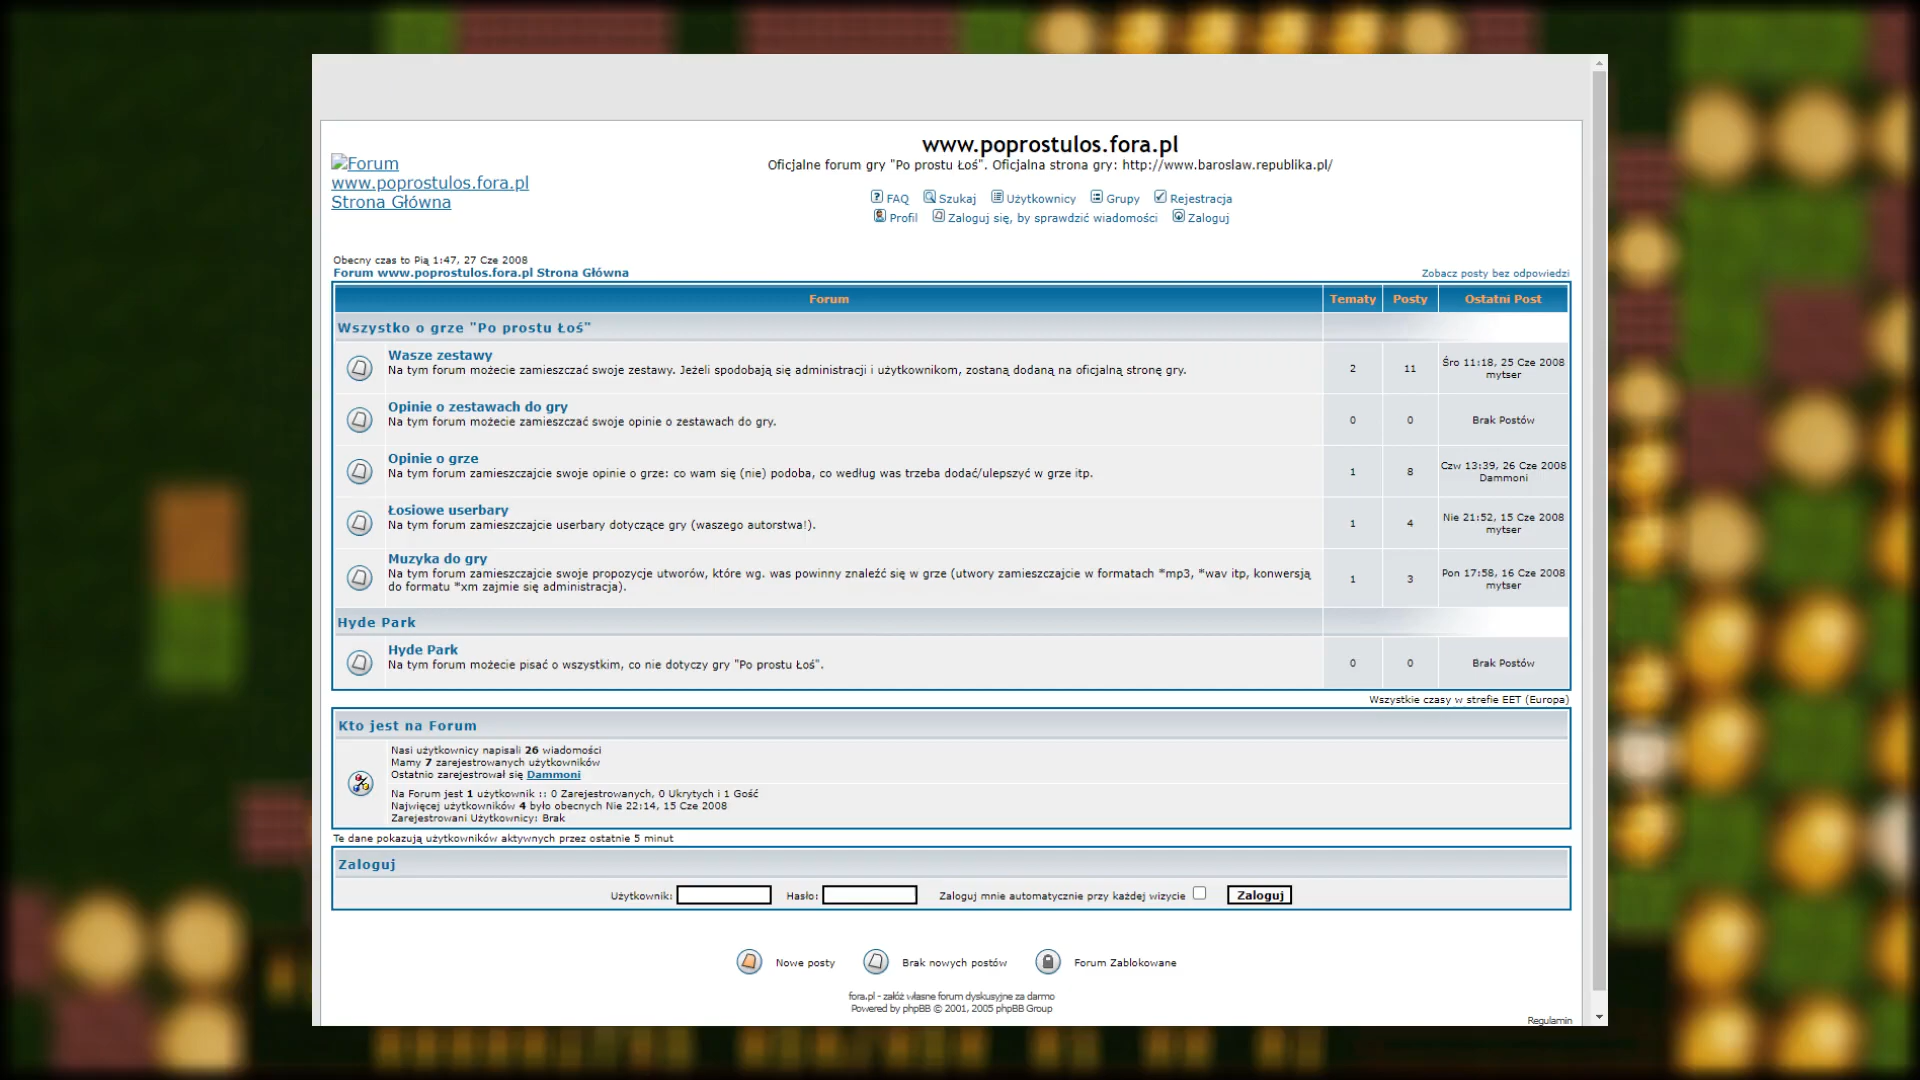 www.poprostulos.fora.pl
Oficjalne forum gry "Po prostu Łoś". Oficjalna strona gry: http://www.baroslaw.republika.pl/
Forum
www.poprostulos.fora.pl
Strona Główna
FAQ Szukaj Użytkownicy Grupy Rejestracja
Profil Zaloguj się, by sprawdzić wiadomości Zaloguj
Obecny czas to Pią 1:47, 27 Cze 2008
Forum www.poprostulos.fora.pl Strona Główna
Zobacz posty bez odpowiedzi
Forum Tematy Posty Ostatni Post
Wszystko o grze "Po prostu Łoś"
Wasze zestawy
Na tym forum możecie zamieszczać swoje zestawy. Jeżeli spodobają się administracji i użytkownikom, zostaną dodaną na oficjalną stronę gry.
2 11 Śro 11:18, 25 Cze 2008
mytser
Opinie o zestawach do gry
Na tym forum możecie zamieszczać swoje opinie o zestawach do gry.
0 0 Brak Postów
Opinie o grze
Na tym forum zamieszczajcie swoje opinie o grze: co wam się (nie) podoba, co według was trzeba dodać/ulepszyć w grze itp.
1 8 Czw 13:39, 26 Cze 2008
Dammoni
Łosiowe userbary
Na tym forum zamieszczajcie userbary dotyczące gry (waszego autorstwa!).
1 4 Nie 21:52, 15 Cze 2008
mytser
Muzyka do gry
Na tym forum zamieszczajcie swoje propozycje utworów, które wg. was powinny znaleźć się w grze (utwory zamieszczajcie w formatach *mp3, *wav itp, konwersją
do formatu *xm zajmie się administracja).
1 3 Pon 17:58, 16 Cze 2008
mytser
Hyde Park
Hyde Park
Na tym forum możecie pisać o wszystkim, co nie dotyczy gry "Po prostu Łoś".
0 0 Brak Postów
Wszystkie czasy w strefie EET (Europa)
Kto jest na Forum
Nasi użytkownicy napisali 26 wiadomości
Mamy 7 zarejestrowanych użytkowników
Ostatnio zarejestrował się Dammoni
Na Forum jest 1 użytkownik :: 0 Zarejestrowanych, 0 Ukrytych i 1 Gość
Najwięcej użytkowników 4 było obecnych Nie 22:14, 15 Cze 2008
Zarejestrowani Użytkownicy: Brak
Te dane pokazują użytkowników aktywnych przez ostatnie 5 minut
Zaloguj
Użytkownik: Hasło: Zaloguj mnie automatycznie przy każdej wizycie Zaloguj
Nowe posty Brak nowych postów Forum Zablokowane
fora.pl - załóż własne forum dyskusyjne za darmo
Powered by phpBB © 2001, 2005 phpBB Group
Regulamin